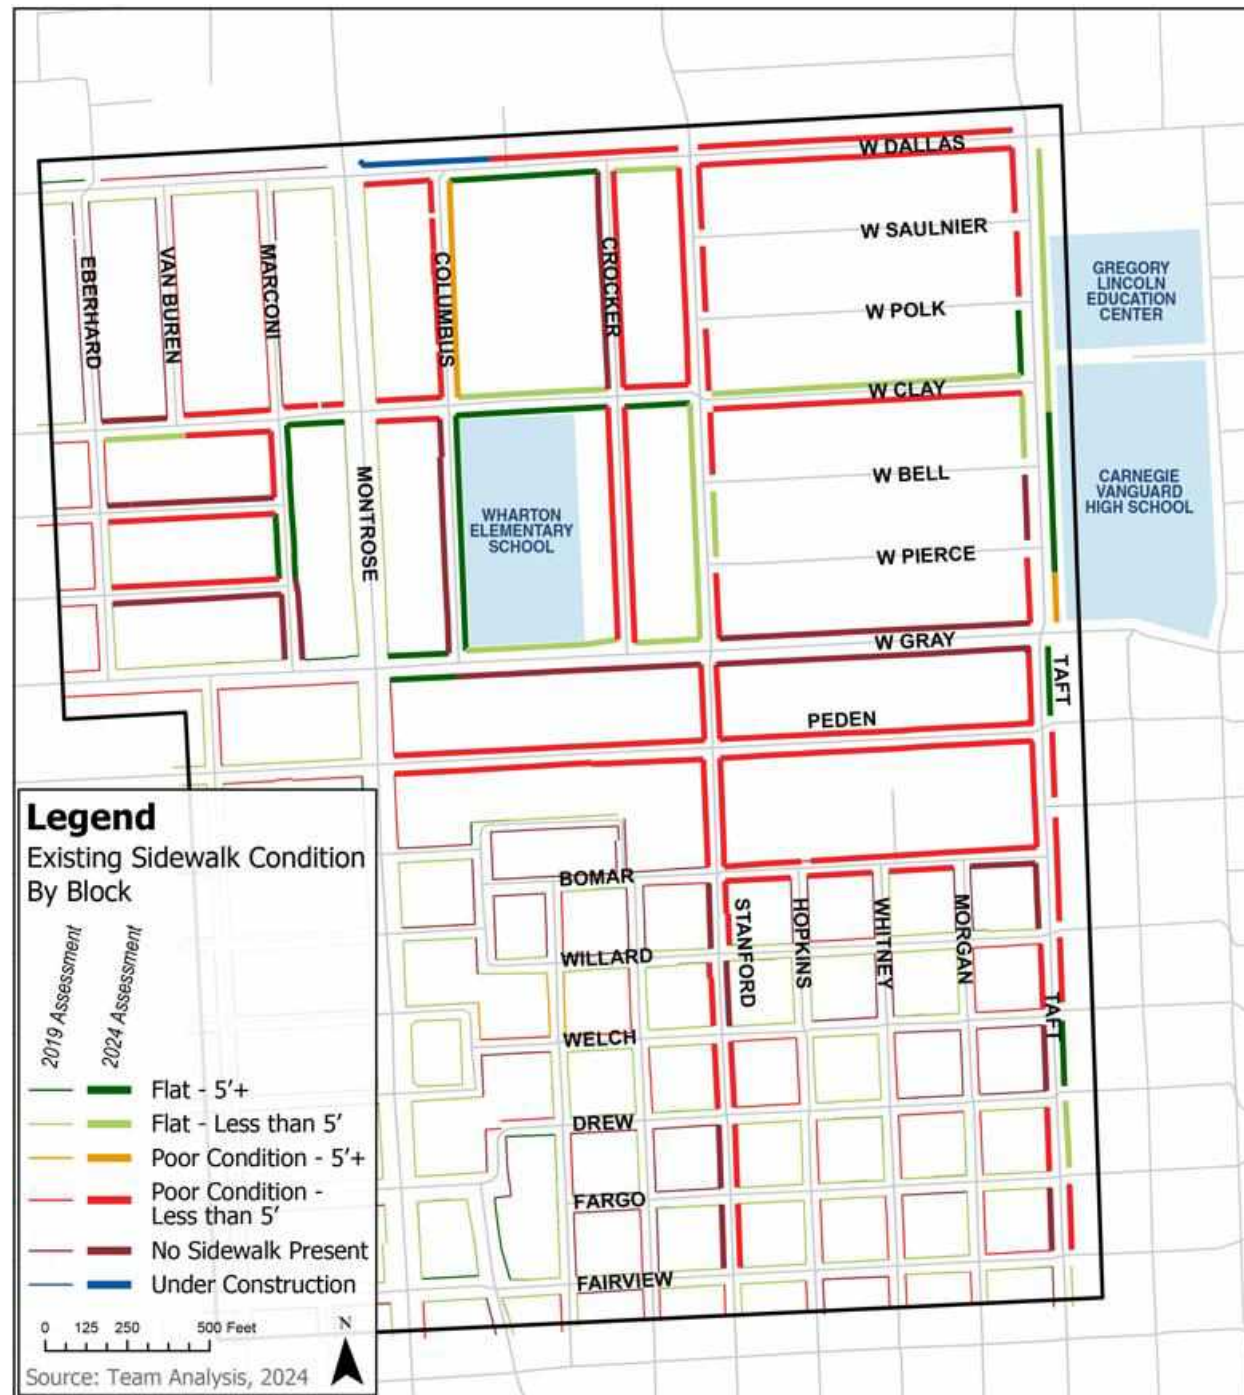 W DALLAS
W SAULNIER
W POLK
W CLAY
W BELL
W PIERCE
W GRAY
PEDEN
EBERHARD
VAN BUREN
MARCONI
COLUMBUS
CROCKER
MONTROSE
GREGORY
LINCOLN
EDUCATION
CENTER
CARNEGIE
VANGUARD
HIGH SCHOOL
WHARTON
ELEMENTARY
SCHOOL
TAFT
BOMAR
WILLARD
WELCH
DREW
FARGO
FAIRVIEW
STANFORD
HOPKINS
WHITNEY
MORGAN
TAFT
Legend
Existing Sidewalk Condition
By Block
2019 Assessment
2024 Assessment
Flat - 5'+
Flat - Less than 5'
Poor Condition - 5'+
Poor Condition -
Less than 5'
No Sidewalk Present
Under Construction
0 125 250 500 Feet
N
Source: Team Analysis, 2024